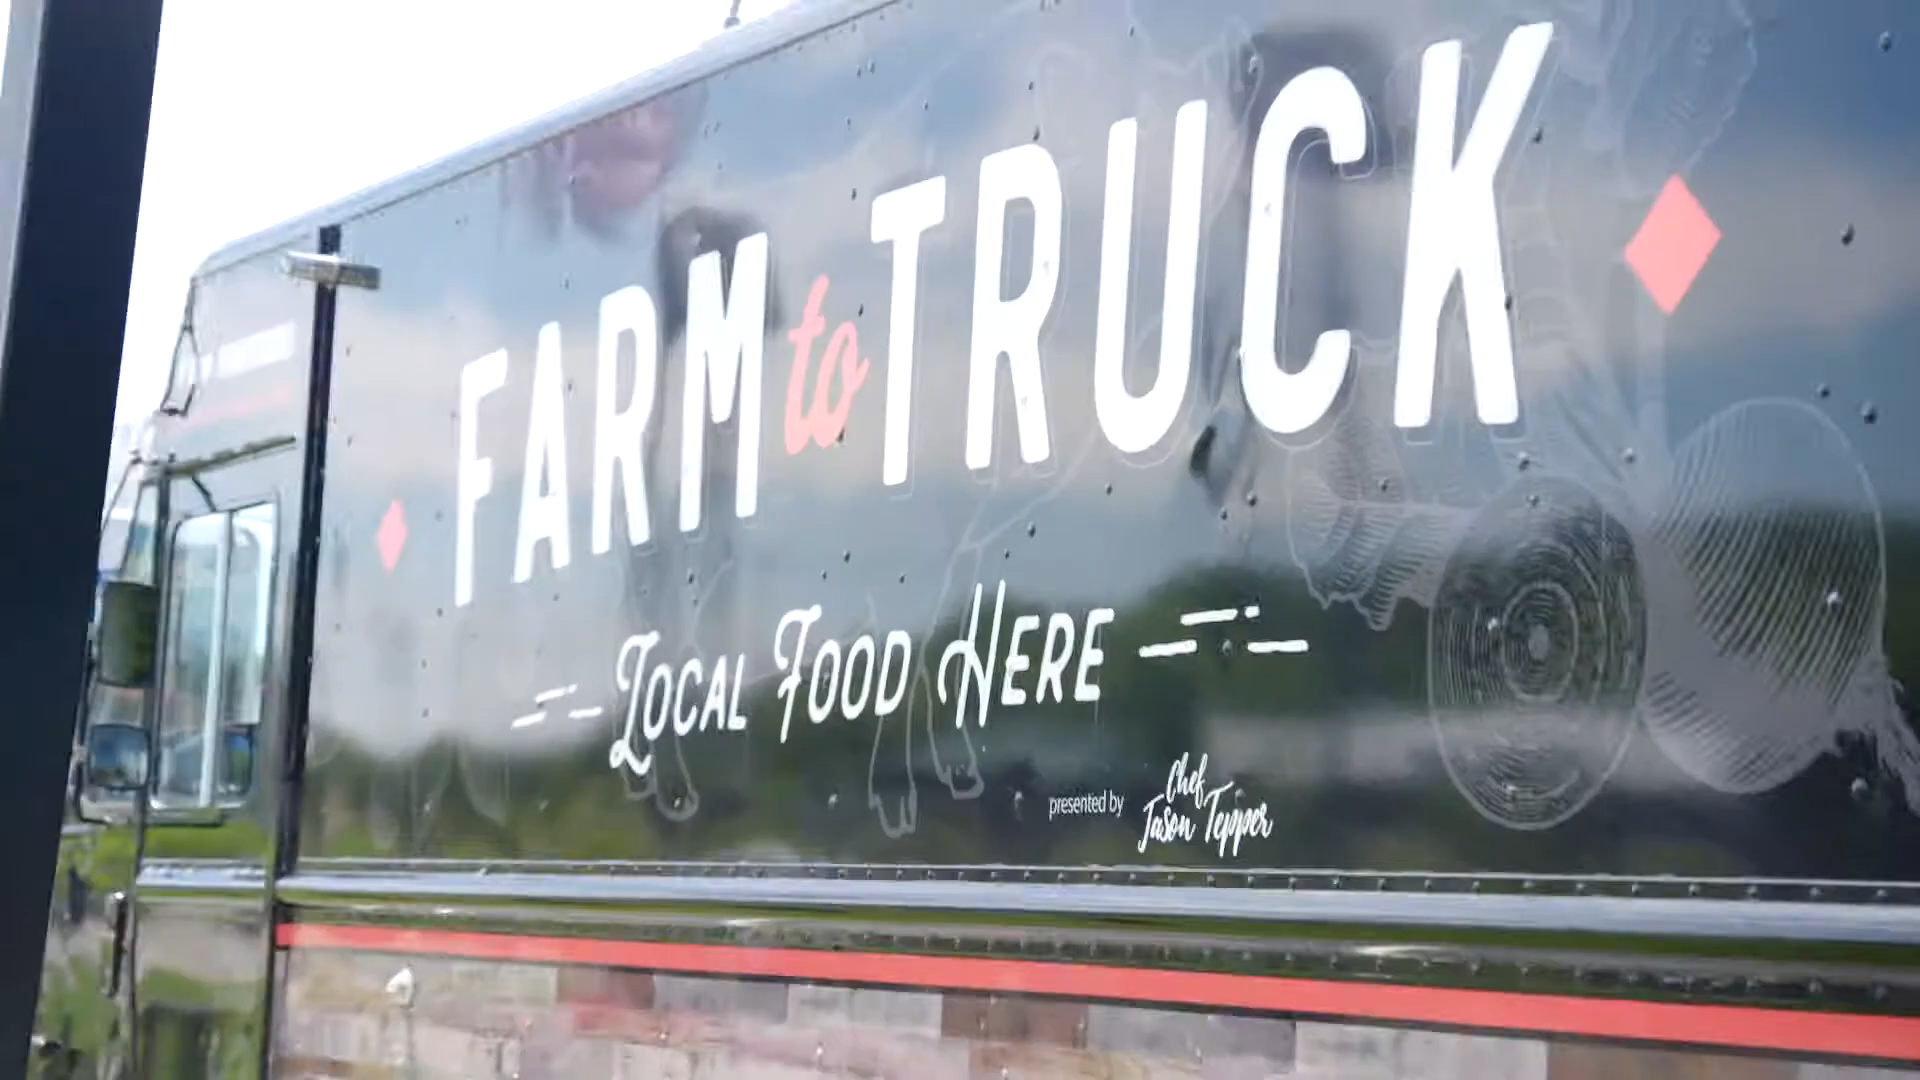 FARM to TRUCK
LOCAL FOOD HERE
presented by
Chef
Jason Tepper